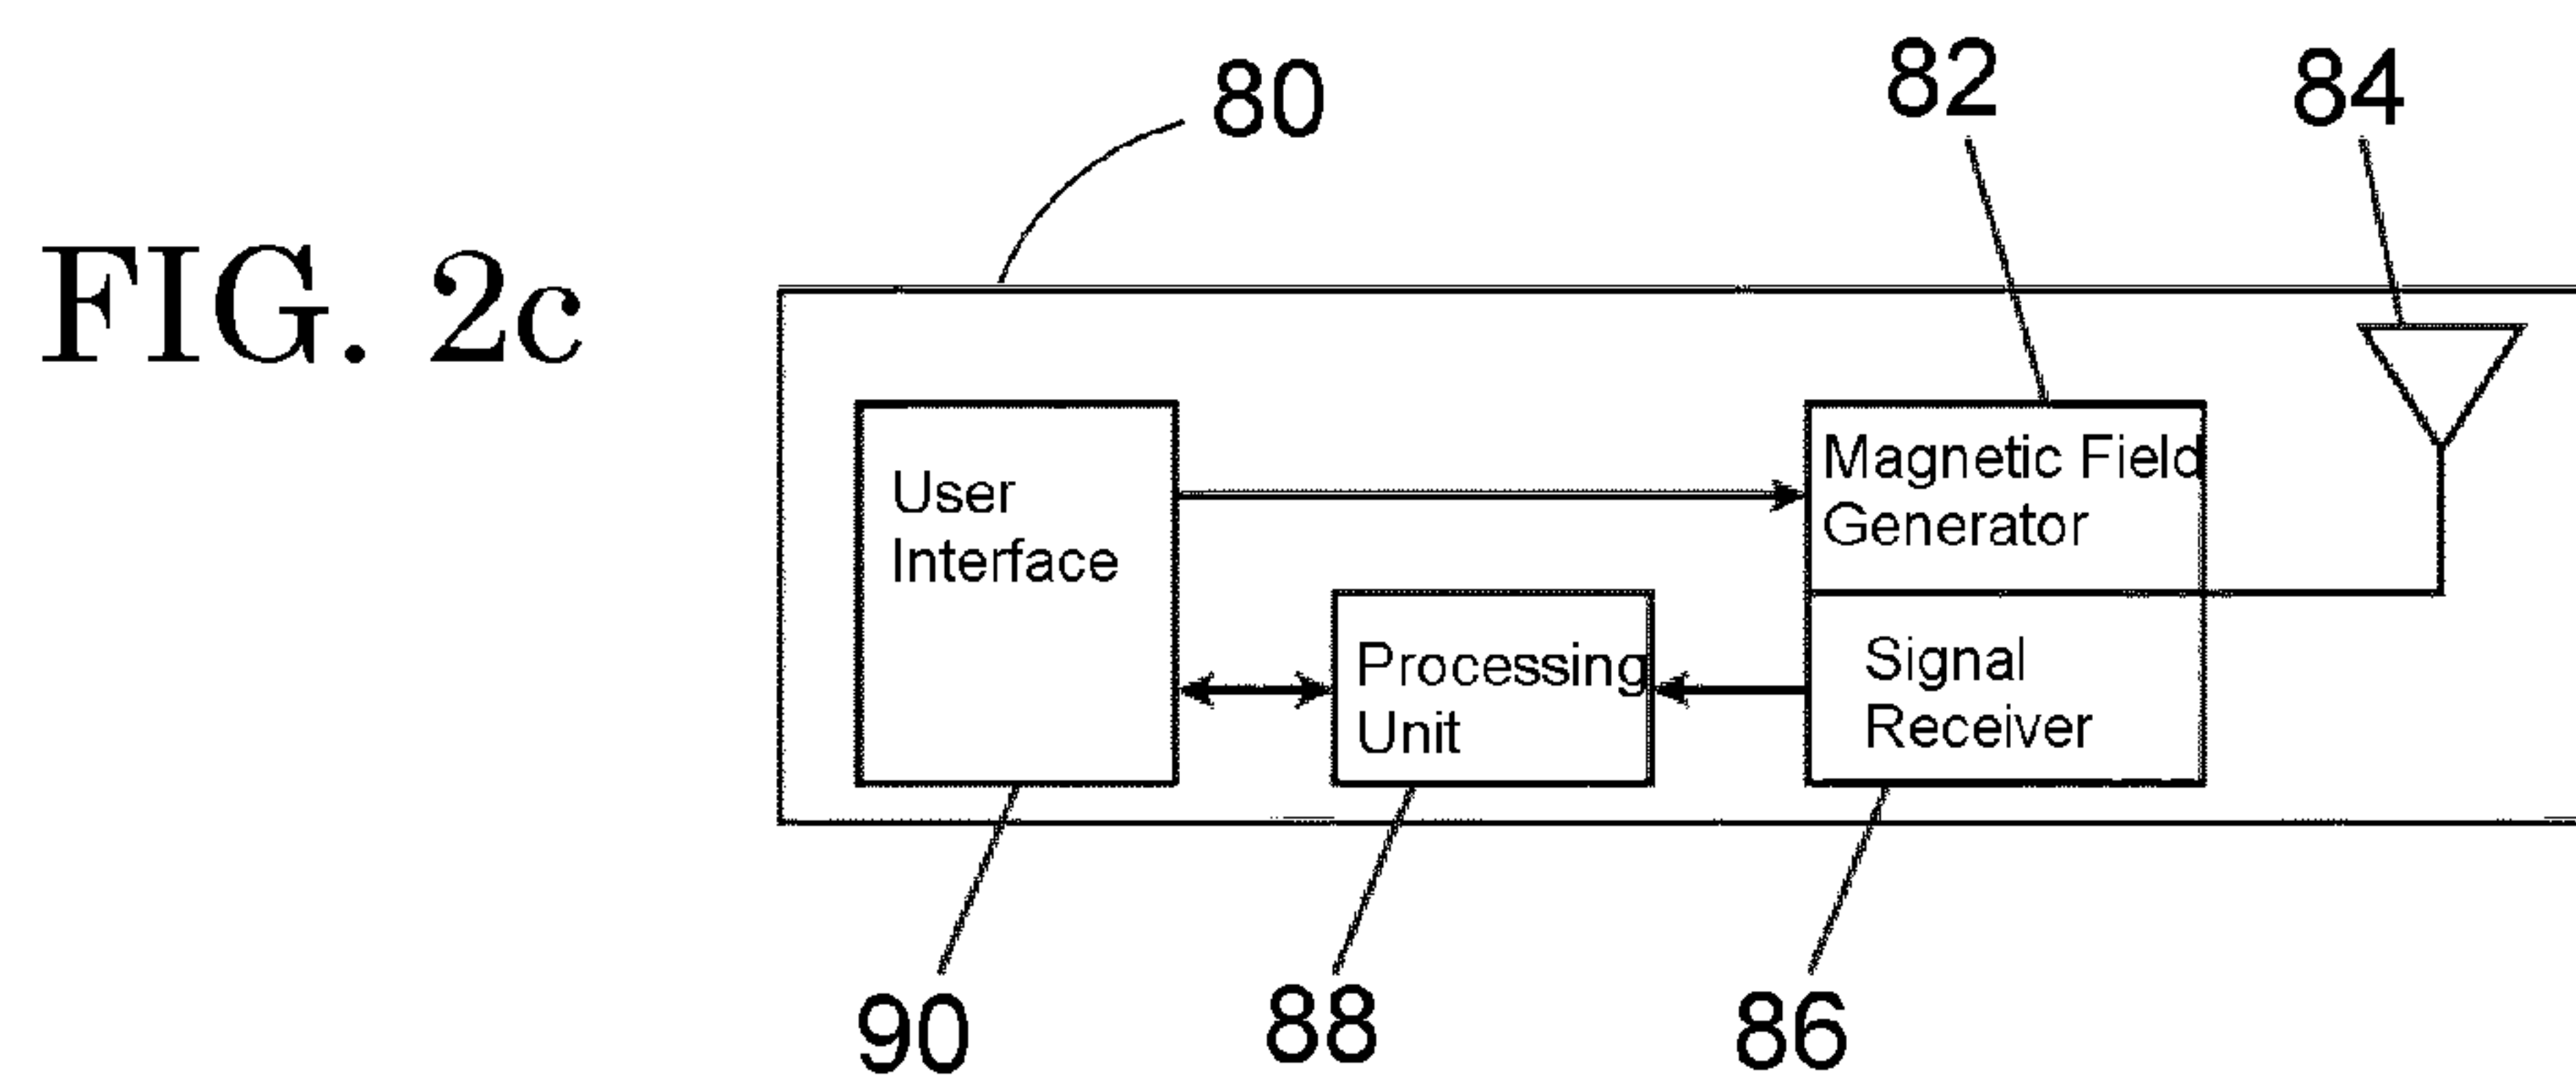 80
82
84
FIG. 2c
User
Interface
Magnetic Field
Generator
Processing
Unit
Signal
Receiver
90
88
86